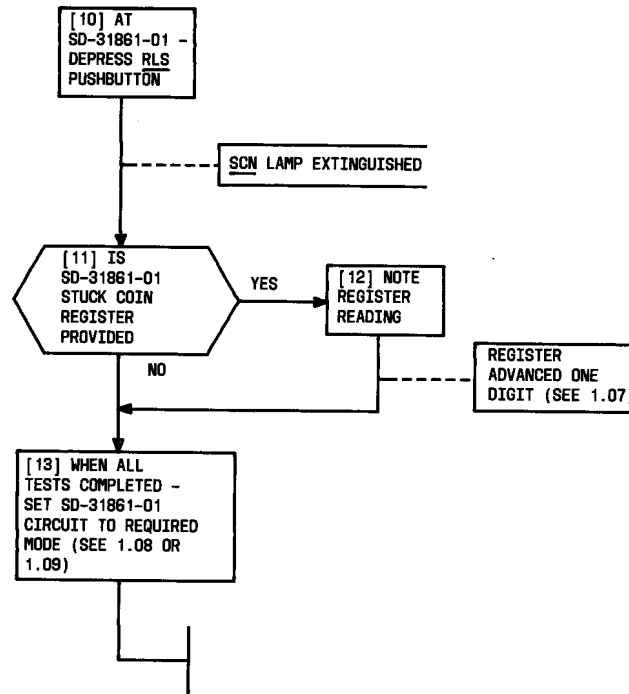 [10] AT
SD-31861-01 -
DEPRESS RLS
PUSHBUTTON
SCN LAMP EXTINGUISHED
[11] IS
SD-31861-01
STUCK COIN
REGISTER
PROVIDED
YES
[12] NOTE
REGISTER
READING
NO
REGISTER
ADVANCED ONE
DIGIT (SEE 1.07)
[13] WHEN ALL
TESTS COMPLETED -
SET SD-31861-01
CIRCUIT TO REQUIRED
MODE (SEE 1.08 OR
1.09)